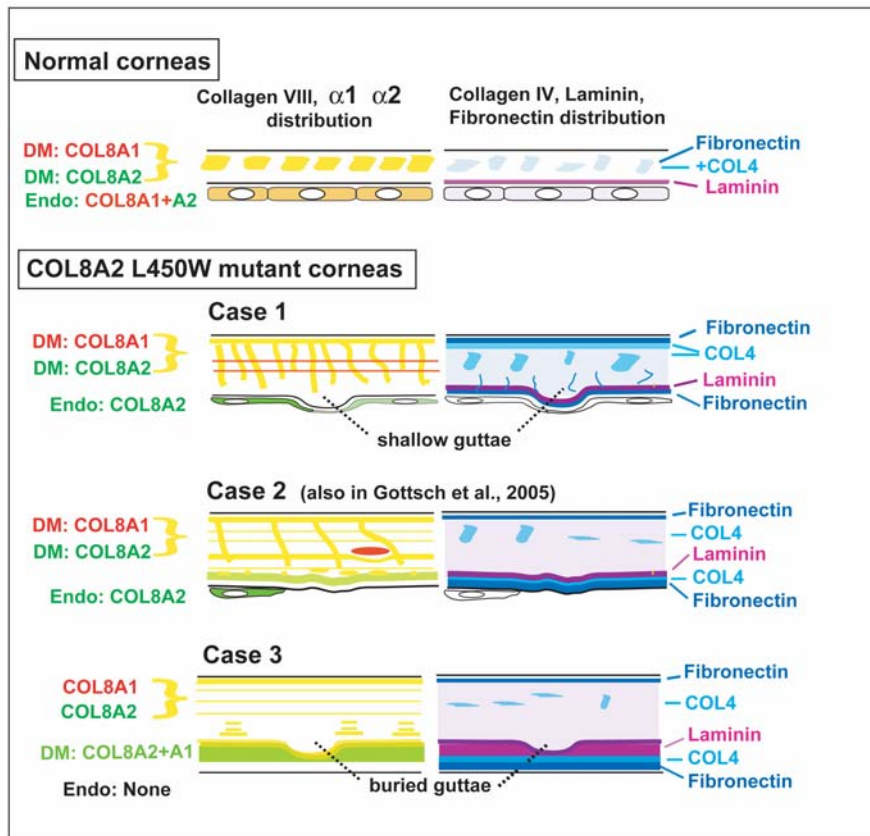 Normal corneas
Collagen VIII, α1 α2
distribution
Collagen IV, Laminin,
Fibronectin distribution
DM: COL8A1
DM: COL8A2
Endo: COL8A1+A2
Fibronectin
+COL4
Laminin
COL8A2 L450W mutant corneas
Case 1
DM: COL8A1
DM: COL8A2
Endo: COL8A2
Fibronectin
COL4
Laminin
Fibronectin
shallow guttae
Case 2 (also in Gottsch et al., 2005)
DM: COL8A1
DM: COL8A2
Endo: COL8A2
Fibronectin
COL4
Laminin
COL4
Fibronectin
Case 3
COL8A1
COL8A2
DM: COL8A2+A1
Endo: None
Fibronectin
COL4
Laminin
COL4
Fibronectin
buried guttae